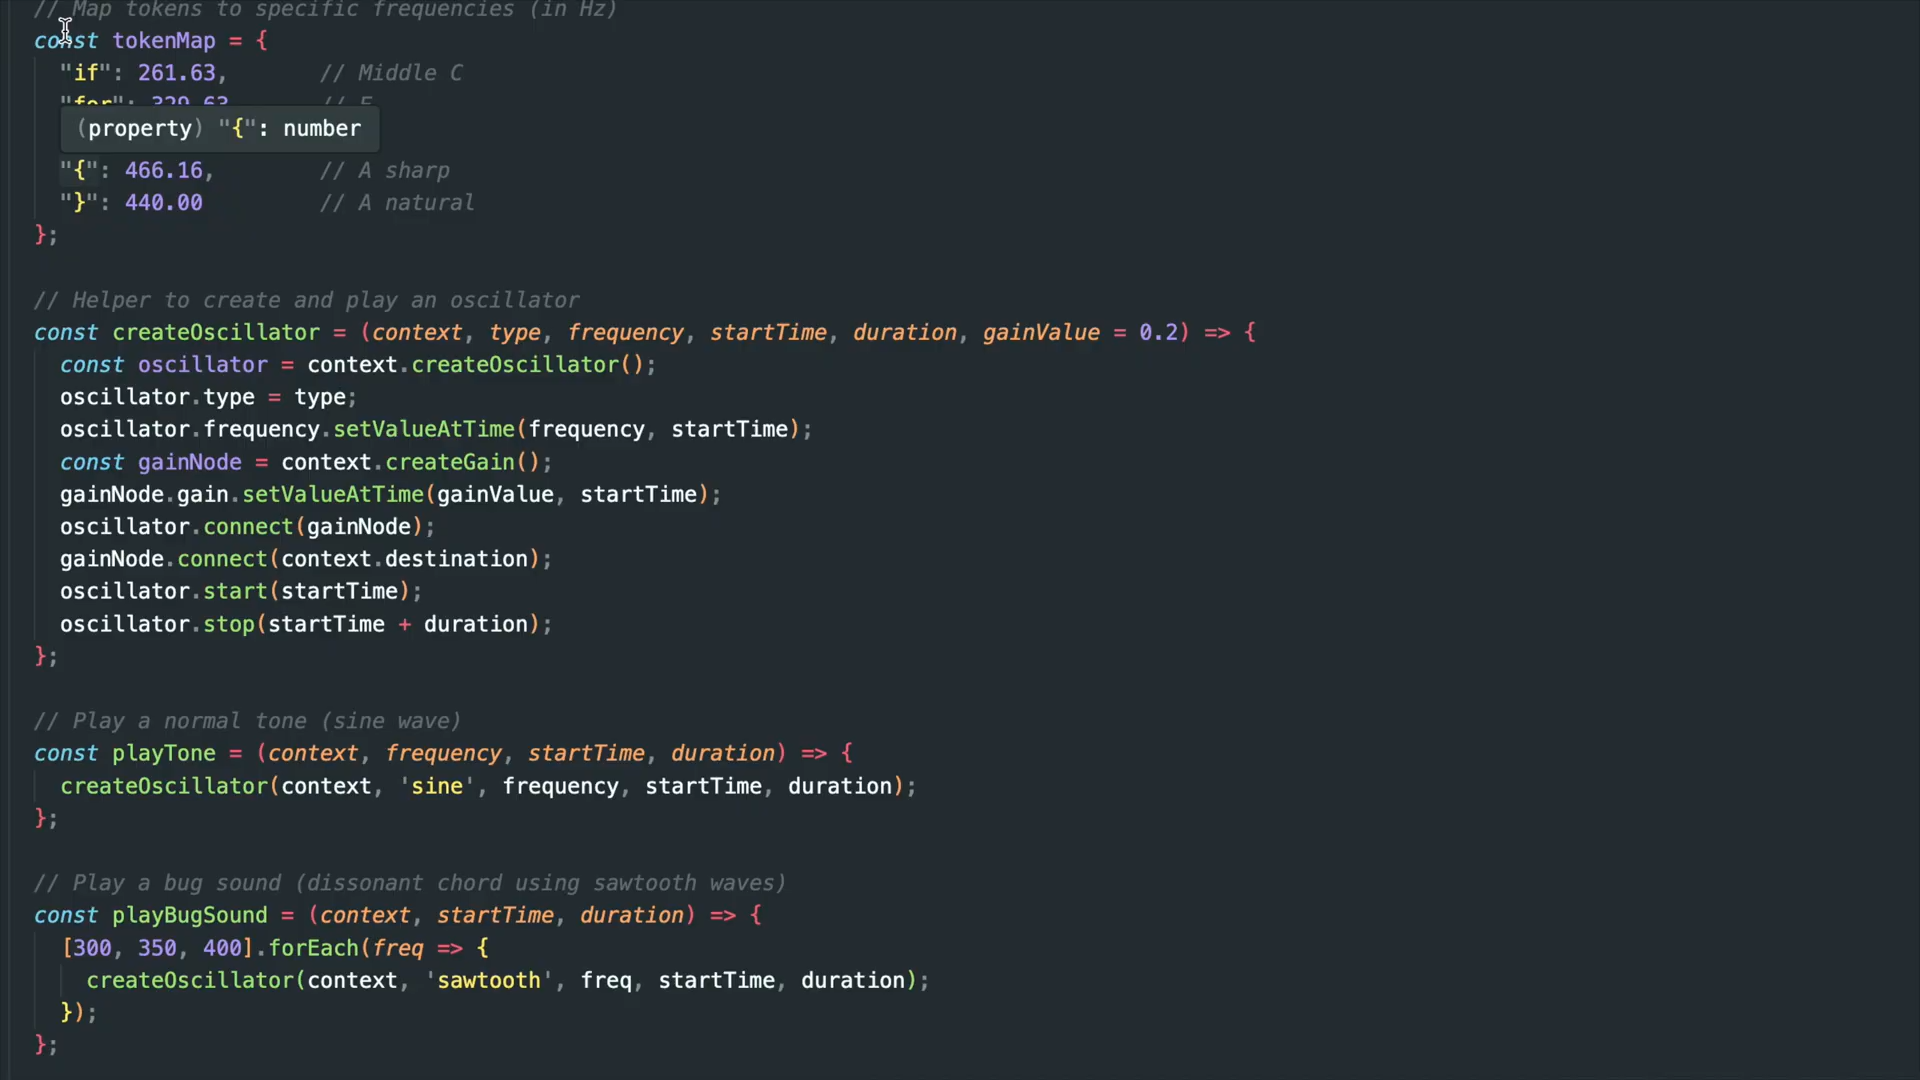 // Map tokens to specific frequencies (in Hz)
const tokenMap = {
"if": 261.63, // Middle C
"for": 329.63 // E
(property) "{": number
"{": 466.16, // A sharp
"}": 440.00 // A natural
};
// Helper to create and play an oscillator
const createOscillator = (context, type, frequency, startTime, duration, gainValue = 0.2) => {
const oscillator = context.createOscillator();
oscillator.type = type;
oscillator.frequency.setValueAtTime(frequency, startTime);
const gainNode = context.createGain();
gainNode.gain.setValueAtTime(gainValue, startTime);
oscillator.connect(gainNode);
gainNode.connect(context.destination);
oscillator.start(startTime);
oscillator.stop(startTime + duration);
};
// Play a normal tone (sine wave)
const playTone = (context, frequency, startTime, duration) => {
createOscillator(context, 'sine', frequency, startTime, duration);
};
// Play a bug sound (dissonant chord using sawtooth waves)
const playBugSound = (context, startTime, duration) => {
[300, 350, 400].forEach(freq => {
createOscillator(context, 'sawtooth', freq, startTime, duration);
});
};